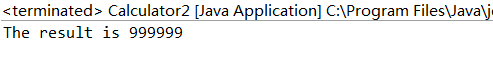 <terminated> Calculator2 [Java Application] C:\Program Files\Java\j
The result is 999999